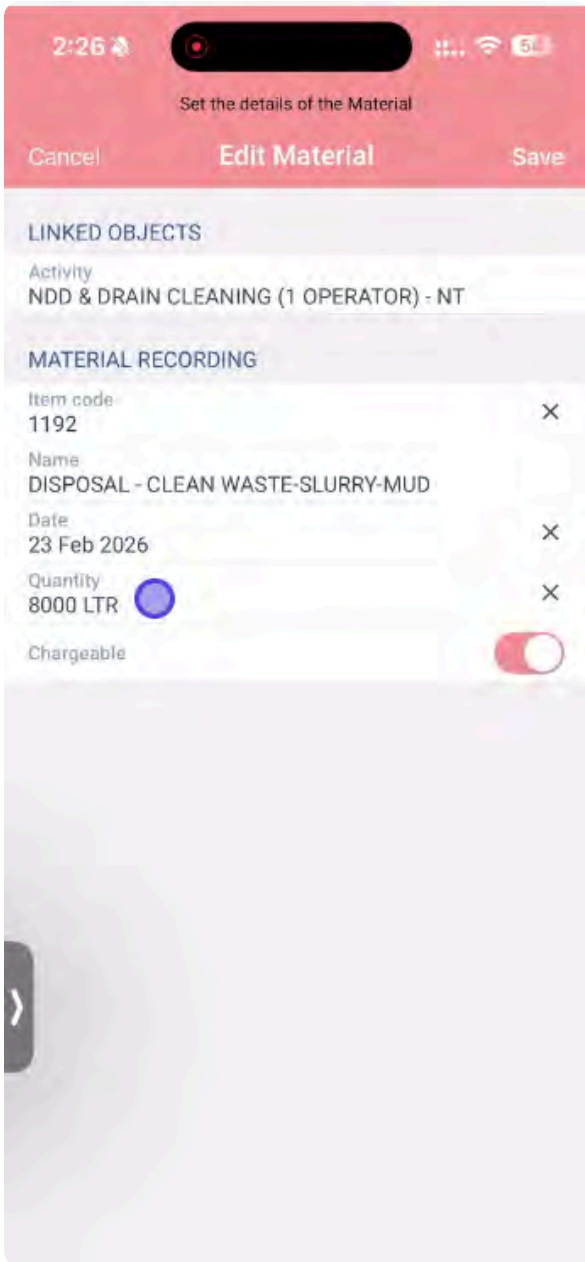 2:26
5
Set the details of the Material
Cancel Edit Material Save
LINKED OBJECTS
Activity
NDD & DRAIN CLEANING (1 OPERATOR) - NT
MATERIAL RECORDING
Item code
1192
Name
DISPOSAL - CLEAN WASTE-SLURRY-MUD
Date
23 Feb 2026
Quantity
8000 LTR
Chargeable